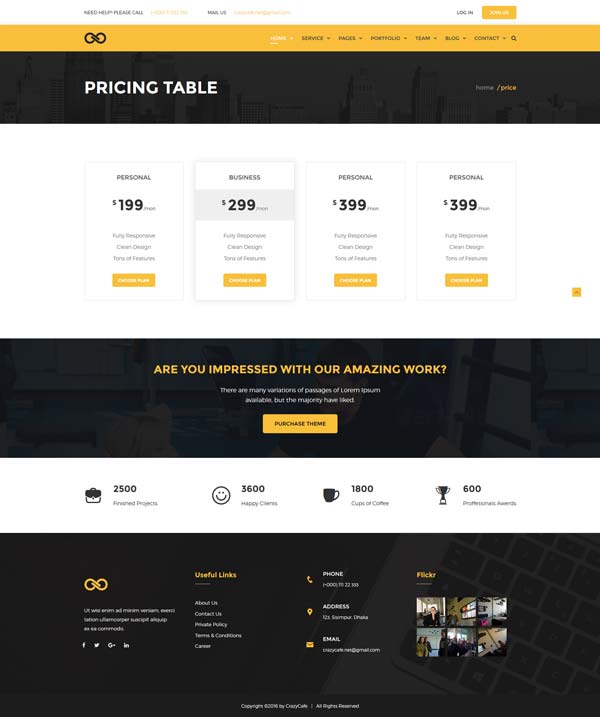 NEED HELP! PLEASE CALL (+000) 111 222 333 MAIL US crazycafe.net@gmail.com LOG IN JOIN US
HOME SERVICE PAGES PORTFOLIO TEAM BLOG CONTACT
PRICING TABLE
home / price
PERSONAL BUSINESS PERSONAL PERSONAL
$ 199 /mon $ 299 /mon $ 399 /mon $ 399 /mon
Fully Responsive Fully Responsive Fully Responsive Fully Responsive
Clean Design Clean Design Clean Design Clean Design
Tons of Features Tons of Features Tons of Features Tons of Features
CHOOSE PLAN CHOOSE PLAN CHOOSE PLAN CHOOSE PLAN
ARE YOU IMPRESSED WITH OUR AMAZING WORK?
There are many variations of passages of Lorem Ipsum
available, but the majority have liked.
PURCHASE THEME
2500 3600 1800 600
Finished Projects Happy Clients Cups of Coffee Proffetionals Awerds
Useful Links
About Us
Contact Us
Private Policy
Terms & Conditions
Career
Ut wisi enim ad minim veniam, exerci
tation ullamcorper suscipit aliquip
ex ea commodo.
PHONE
(+000) 111 22 333
ADDRESS
123, Sismpur, Dhaka
EMAIL
crazycafe.net@gmail.com
Flickr
Copyright @2016 by CrazyCafe | All Rights Reserved